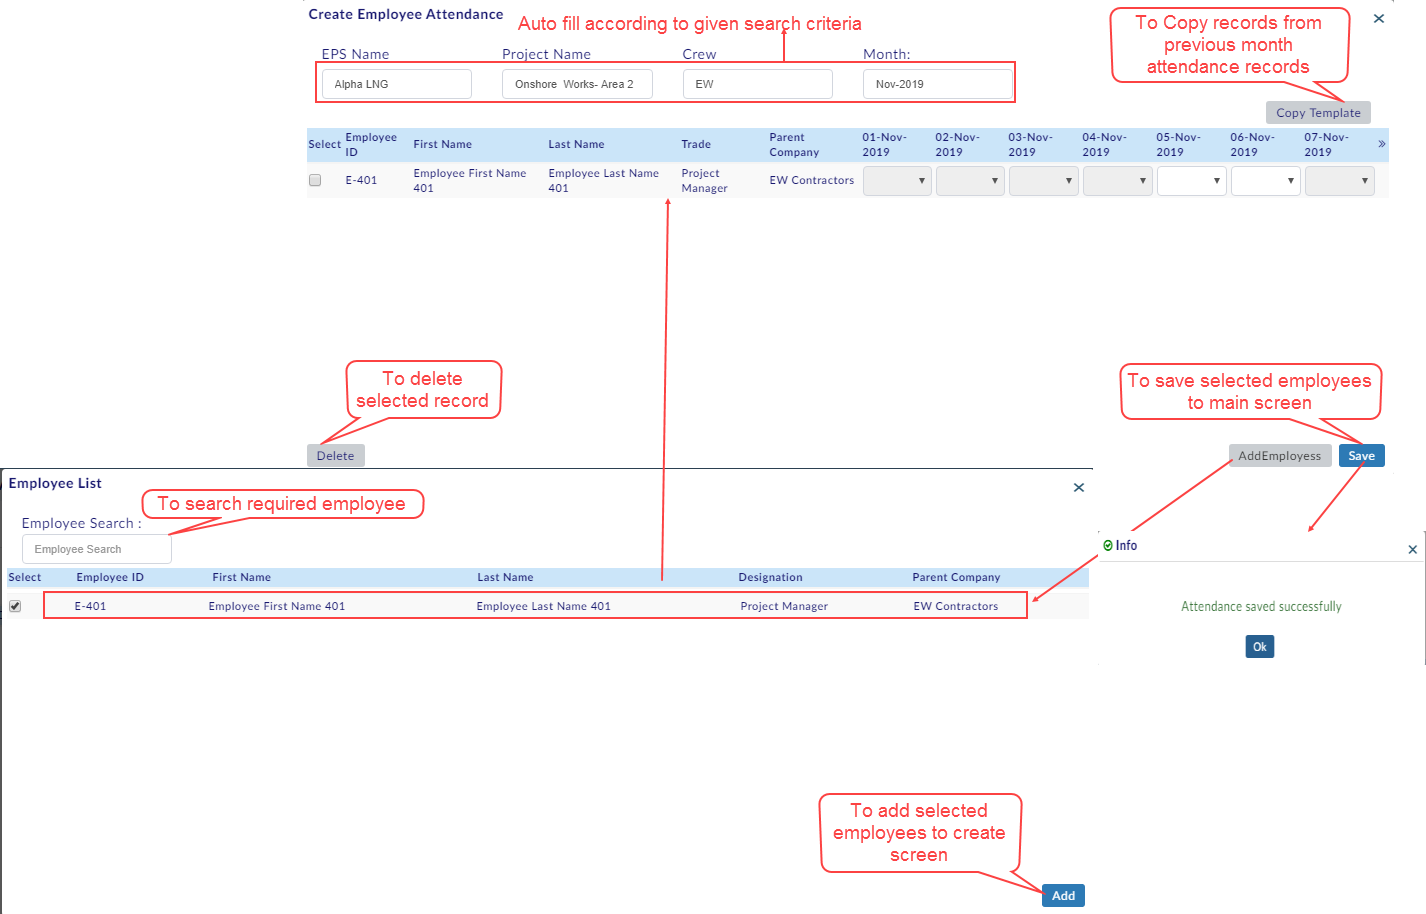 Create Employee Attendance
Auto fill according to given search criteria
To Copy records from
previous month
attendance records
EPS Name
Project Name
Crew
Month:
Alpha LNG
Onshore Works- Area 2
EW
Nov-2019
Copy Template
Select
Employee
ID
First Name
Last Name
Trade
Parent
Company
01-Nov-
2019
02-Nov-
2019
03-Nov-
2019
04-Nov-
2019
05-Nov-
2019
06-Nov-
2019
07-Nov-
2019
»
E-401
Employee First Name
401
Employee Last Name
401
Project
Manager
EW Contractors
To delete
selected record
To save selected employees
to main screen
Delete
AddEmployess
Save
Employee List
To search required employee
Employee Search :
Employee Search
Select
Employee ID
First Name
Last Name
Designation
Parent Company
E-401
Employee First Name 401
Employee Last Name 401
Project Manager
EW Contractors
Info
Attendance saved successfully
Ok
To add selected
employees to create
screen
Add